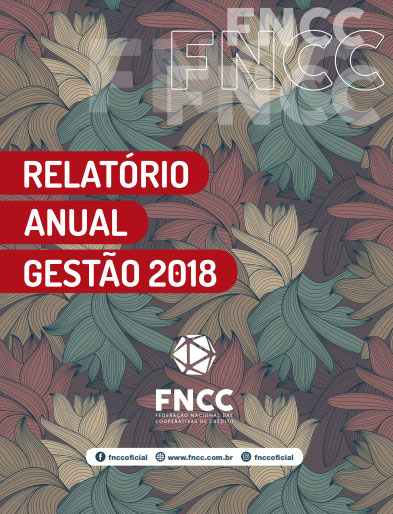 FNCC
FNCC
FNCC
RELATÓRIO
ANUAL
GESTÃO 2018
FNCC
FEDERAÇÃO NACIONAL DAS
COOPERATIVAS DE CRÉDITO
fnccoficial www.fncc.com.br fnccoficial